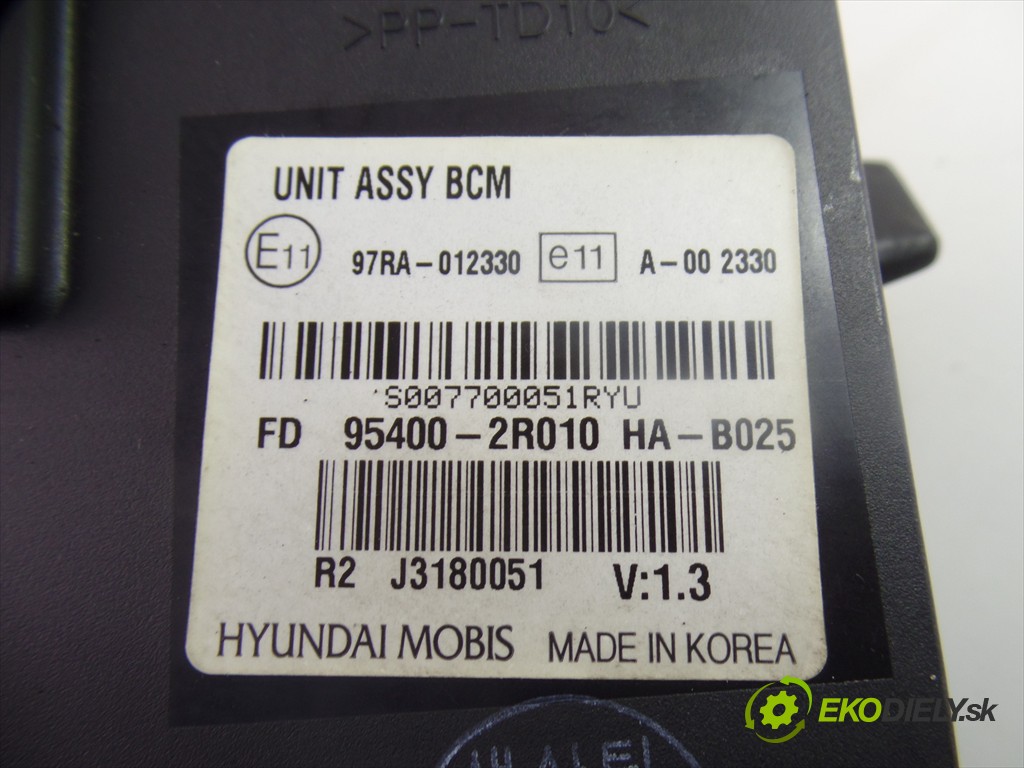 >PP-TD10<
UNIT ASSY BCM
E11 97RA-012330 e11 A-00 2330
S007700051RYU
FD 95400-2R010 HA-B025
R2 J3180051 V:1.3
HYUNDAI MOBIS MADE IN KOREA
EKODIELY.sk